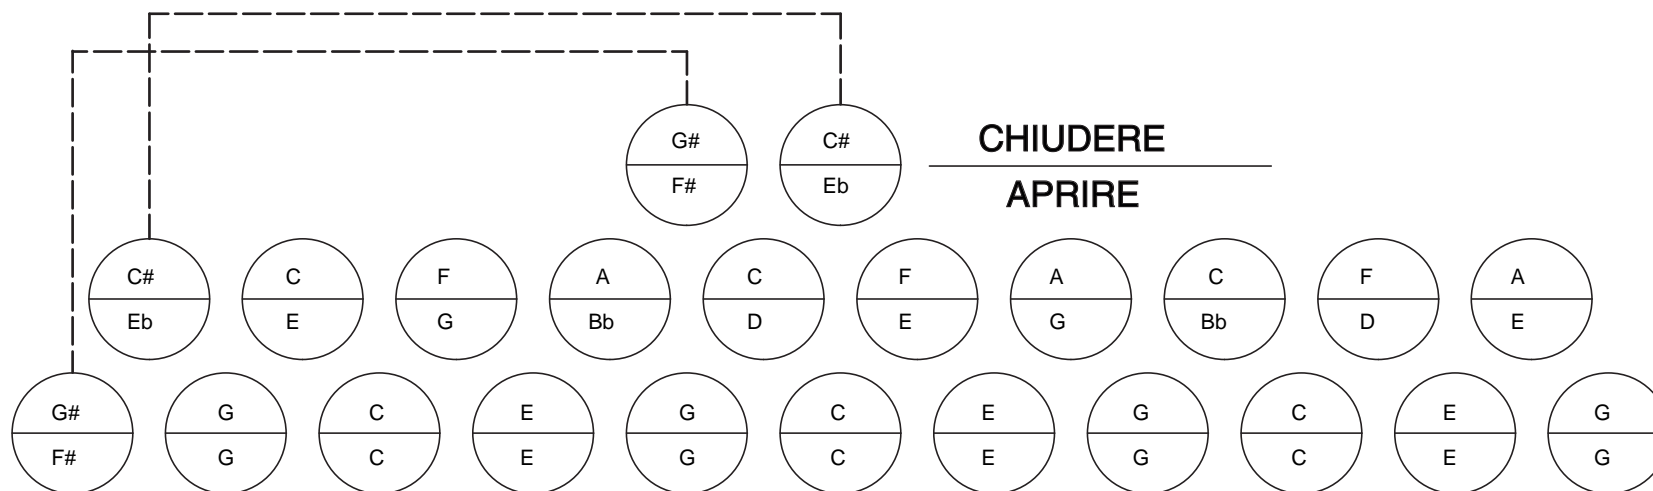 G# C# CHIUDERE
F# Eb APRIRE
C# C F A C F A C F A
Eb E G Bb D E G Bb D E
G# G C E G C E G C E G
F# G C E G C E G C E G